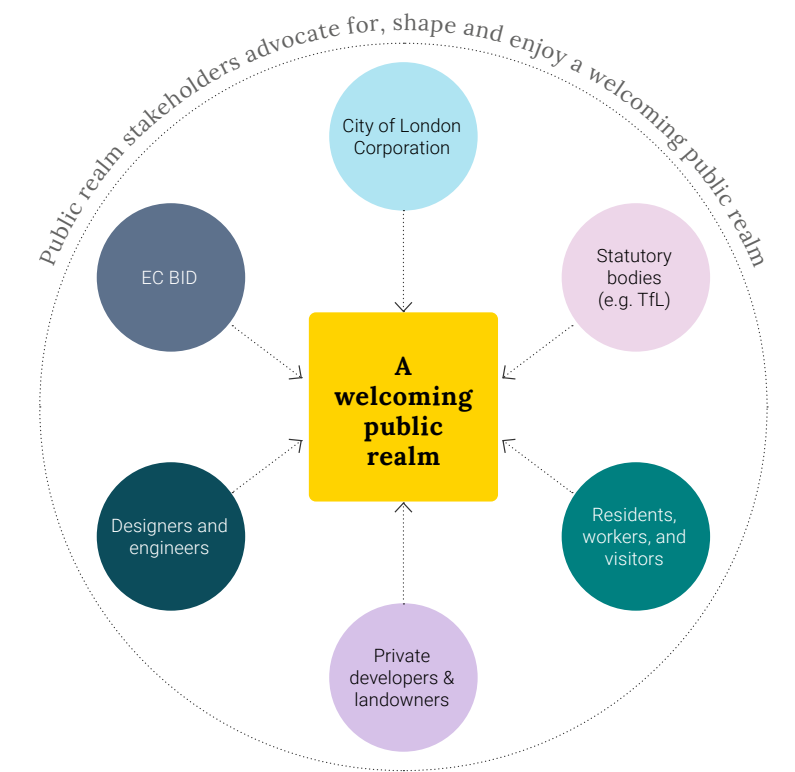 Public realm stakeholders advocate for, shape and enjoy a welcoming public realm
City of London
Corporation
EC BID
Statutory
bodies
(e.g. TfL)
A
welcoming
public
realm
Designers and
engineers
Residents,
workers, and
visitors
Private
developers &
landowners